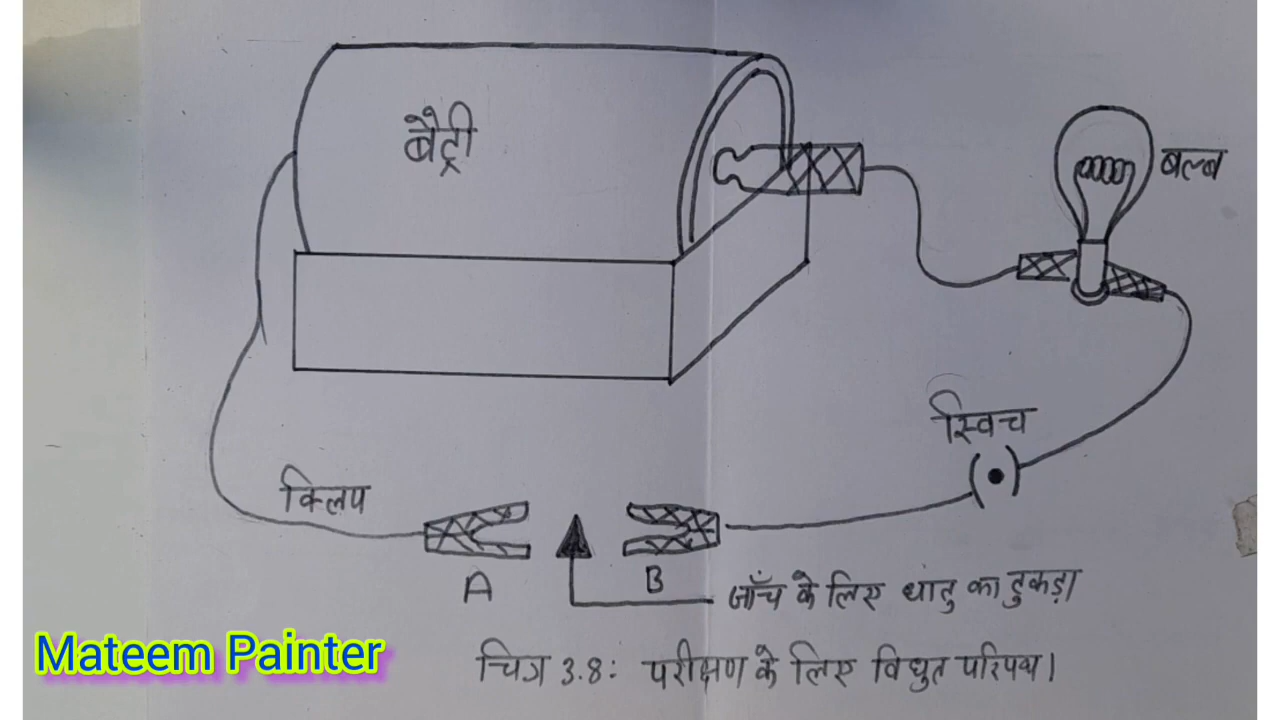 बैट्री
बल्ब
स्विच
क्लिप
A
B
जाँच के लिए धातु का टुकड़ा
चित्र 3.8: परीक्षण के लिए विधुत परिपथ।
Mateem Painter